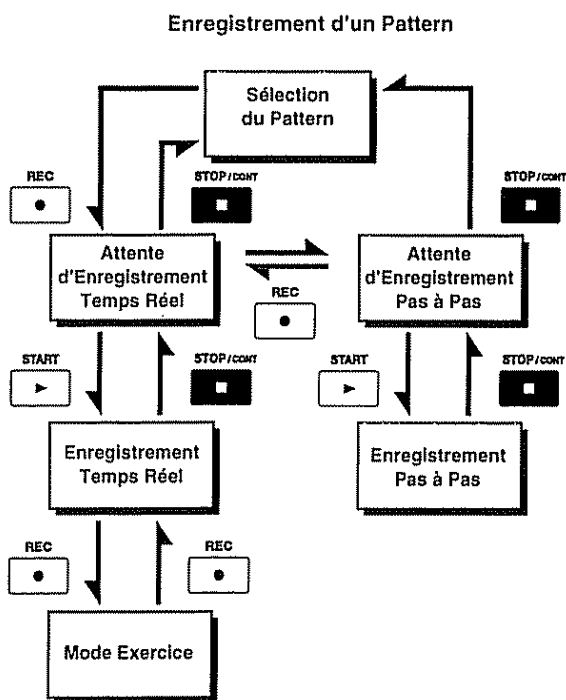 Enregistrement d'un Pattern
Sélection
du Pattern
REC
STOP/CONT
STOP/CONT
Attente
d'Enregistrement
Temps Réel
Attente
d'Enregistrement
Pas à Pas
REC
START
STOP/CONT
START
STOP/CONT
Enregistrement
Temps Réel
Enregistrement
Pas à Pas
REC
REC
Mode Exercice